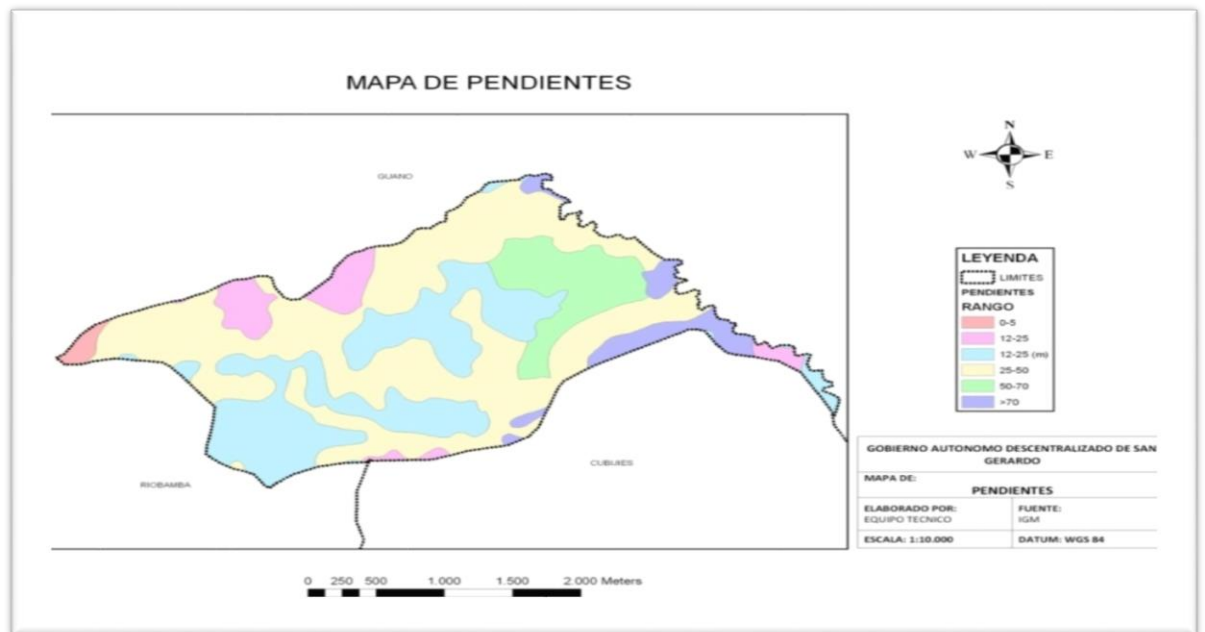 MAPA DE PENDIENTES
GUANO
RIOBAMBA
CUBIJIES
N
W E
S
LEYENDA
LIMITES
PENDIENTES
RANGO
0-5
12-25
12-25 (m)
25-50
50-70
>70
GOBIERNO AUTONOMO DESCENTRALIZADO DE SAN
GERARDO
MAPA DE:
PENDIENTES
ELABORADO POR:
EQUIPO TECNICO
FUENTE:
IGM
ESCALA: 1:10.000
DATUM: WGS 84
0 250 500 1.000 1.500 2.000 Meters